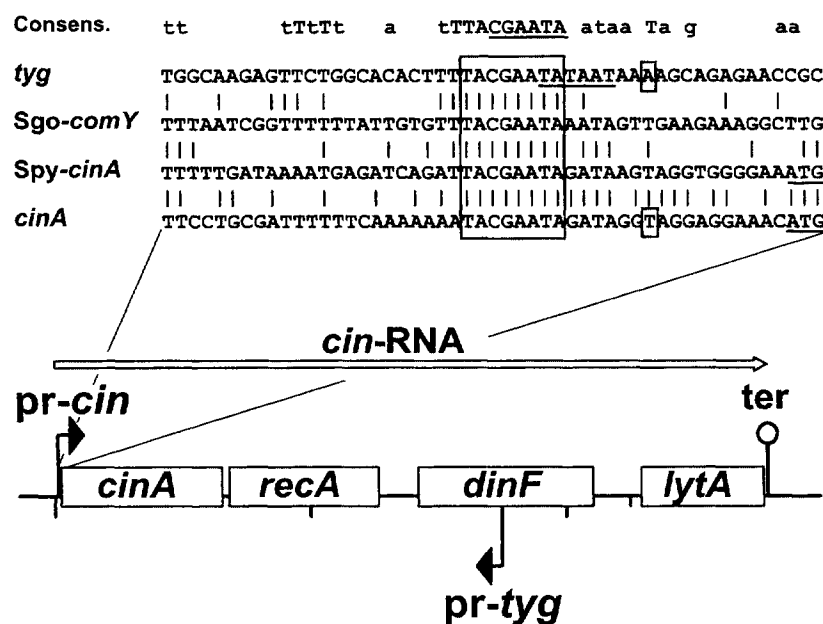 Consens. tt tTtTt a tTTACGAATA ataa Ta g aa
tyg TGGCAAGAGTTCTGGCACACTTTTACGAATATAATAAAAGCAGAGAACCGC
Sgo-comY TTTAATCGGTTTTTTATTGTGTTTACGAATAAATAGTTGAAGAAAGGCTTG
Spy-cinA TTTTTGATAAAATGAGATCAGATTACGAATAGATAAGTAGGTGGGGAAATG
cinA TTCCTGCGATTTTTTCAAAAAAATACGAATAGATAGGTAGGAGGAAACATG
cin-RNA
pr-cin ter
cinA recA dinF lytA
pr-tyg